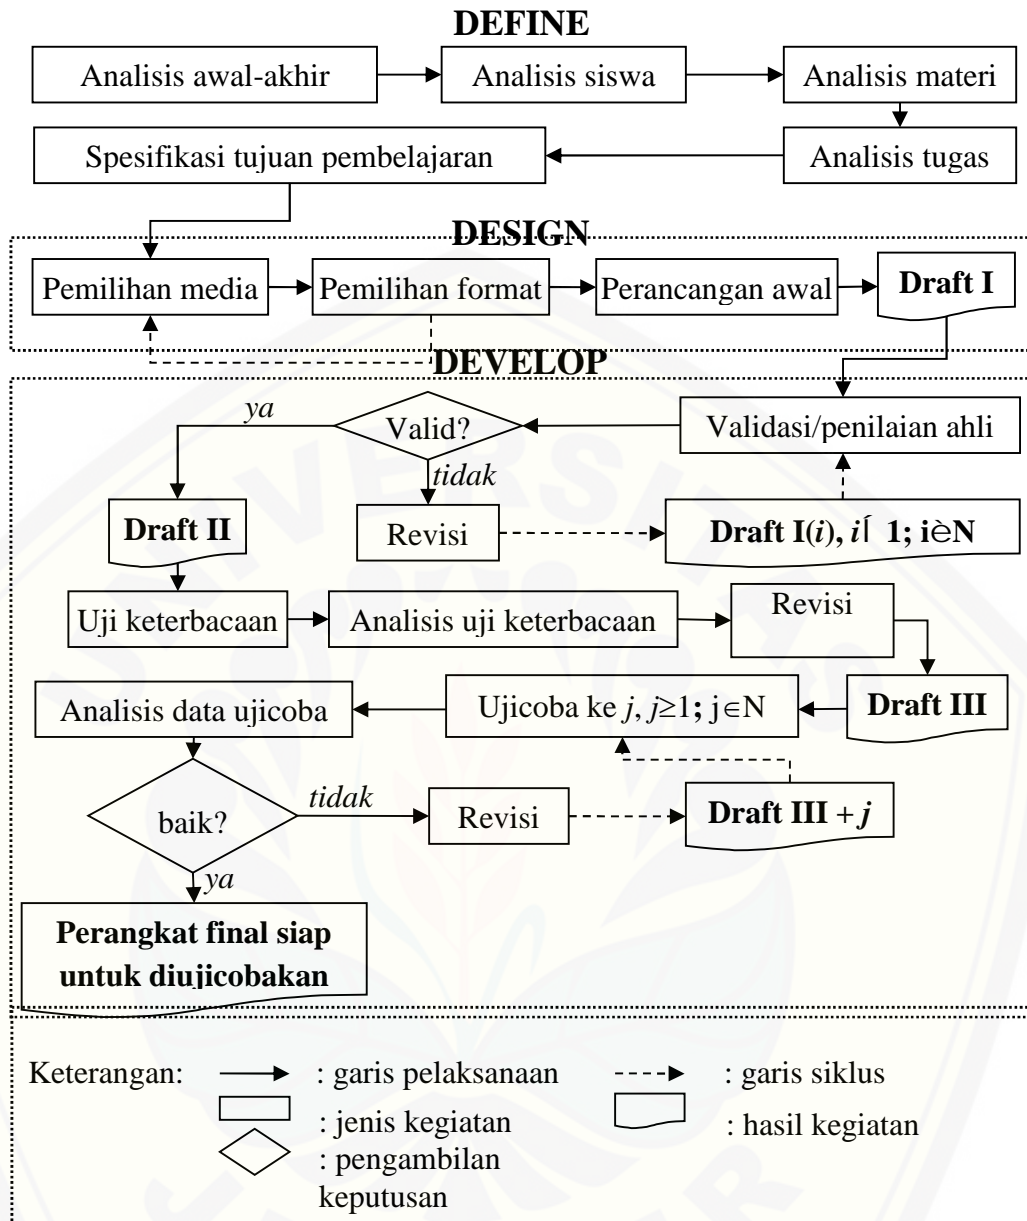 DEFINE
Analisis awal-akhir
Analisis siswa
Analisis materi
Spesifikasi tujuan pembelajaran
Analisis tugas
DESIGN
Pemilihan media
Pemilihan format
Perancangan awal
Draft I
DEVELOP
ya
Valid?
Validasi/penilaian ahli
tidak
Draft II
Revisi
Draft I(i), iÍ 1; ièN
Uji keterbacaan
Analisis uji keterbacaan
Revisi
Analisis data ujicoba
Ujicoba ke j, j≥1; j∈N
Draft III
baik?
tidak
Revisi
Draft III + j
ya
Perangkat final siap
untuk diujicobakan
Keterangan:
: garis pelaksanaan
: garis siklus
: jenis kegiatan
: hasil kegiatan
: pengambilan
keputusan
UNIVERSITAS